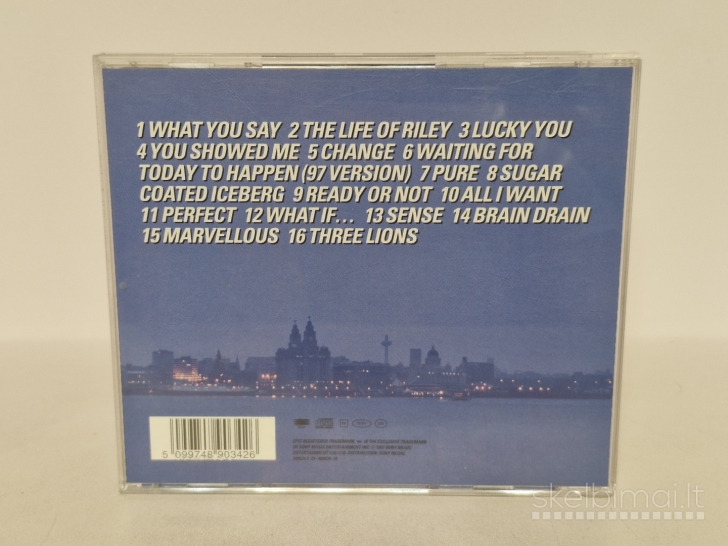 1 WHAT YOU SAY 2 THE LIFE OF RILEY 3 LUCKY YOU
4 YOU SHOWED ME 5 CHANGE 6 WAITING FOR
TODAY TO HAPPEN (97 VERSION) 7 PURE 8 SUGAR
COATED ICEBERG 9 READY OR NOT 10 ALL I WANT
11 PERFECT 12 WHAT IF... 13 SENSE 14 BRAIN DRAIN
15 MARVELLOUS 16 THREE LIONS
5 099748 903426
skelbimai.lt